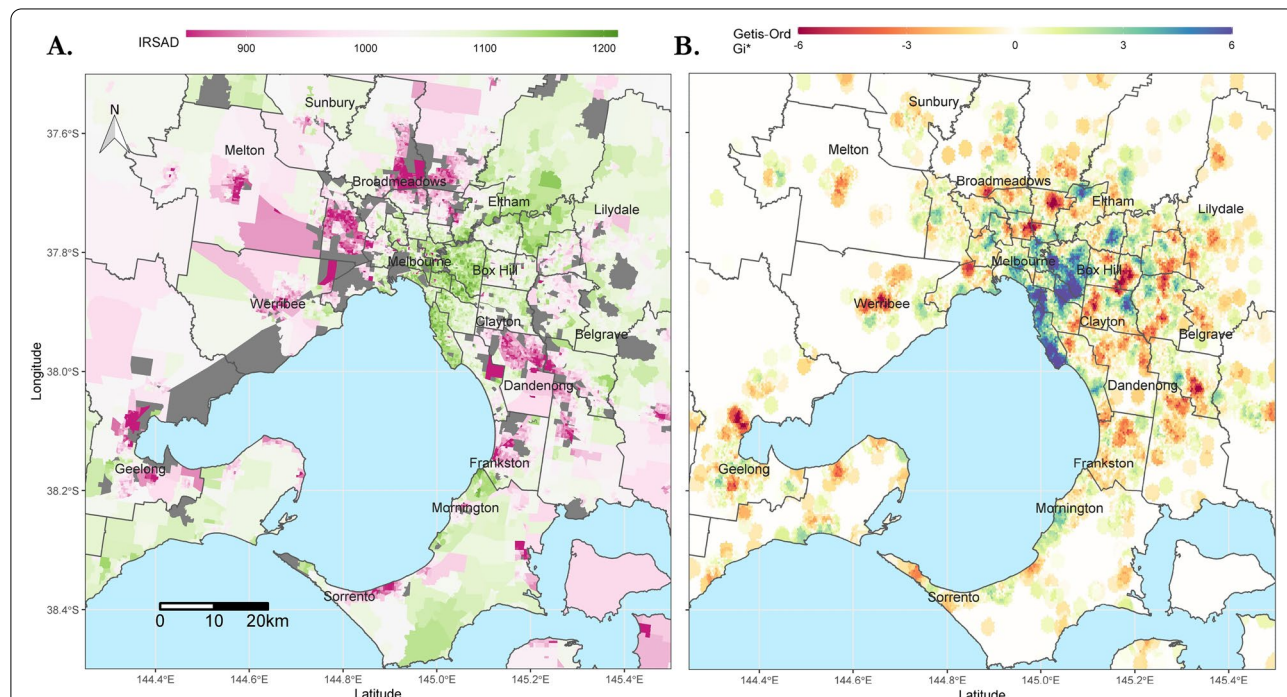 A.
IRSAD
900
1000
1100
1200
N
Sunbury
Melton
Broadmeadows
Eltham
Lilydale
Melbourne
Box Hill
Werribee
Clayton
Belgrave
Dandenong
Geelong
Frankston
Mornington
Sorrento
0 10 20km
37.6°S
37.8°S
38.0°S
38.2°S
38.4°S
Longitude
144.4°E
144.6°E
144.8°E
145.0°E
145.2°E
145.4°E
Latitude
B.
Getis-Ord
Gi*
-6
-3
0
3
6
Sunbury
Melton
Broadmeadows
Eltham
Lilydale
Melbourne
Box Hill
Werribee
Clayton
Belgrave
Dandenong
Geelong
Frankston
Mornington
Sorrento
144.4°E
144.6°E
144.8°E
145.0°E
145.2°E
145.4°E
Latitude